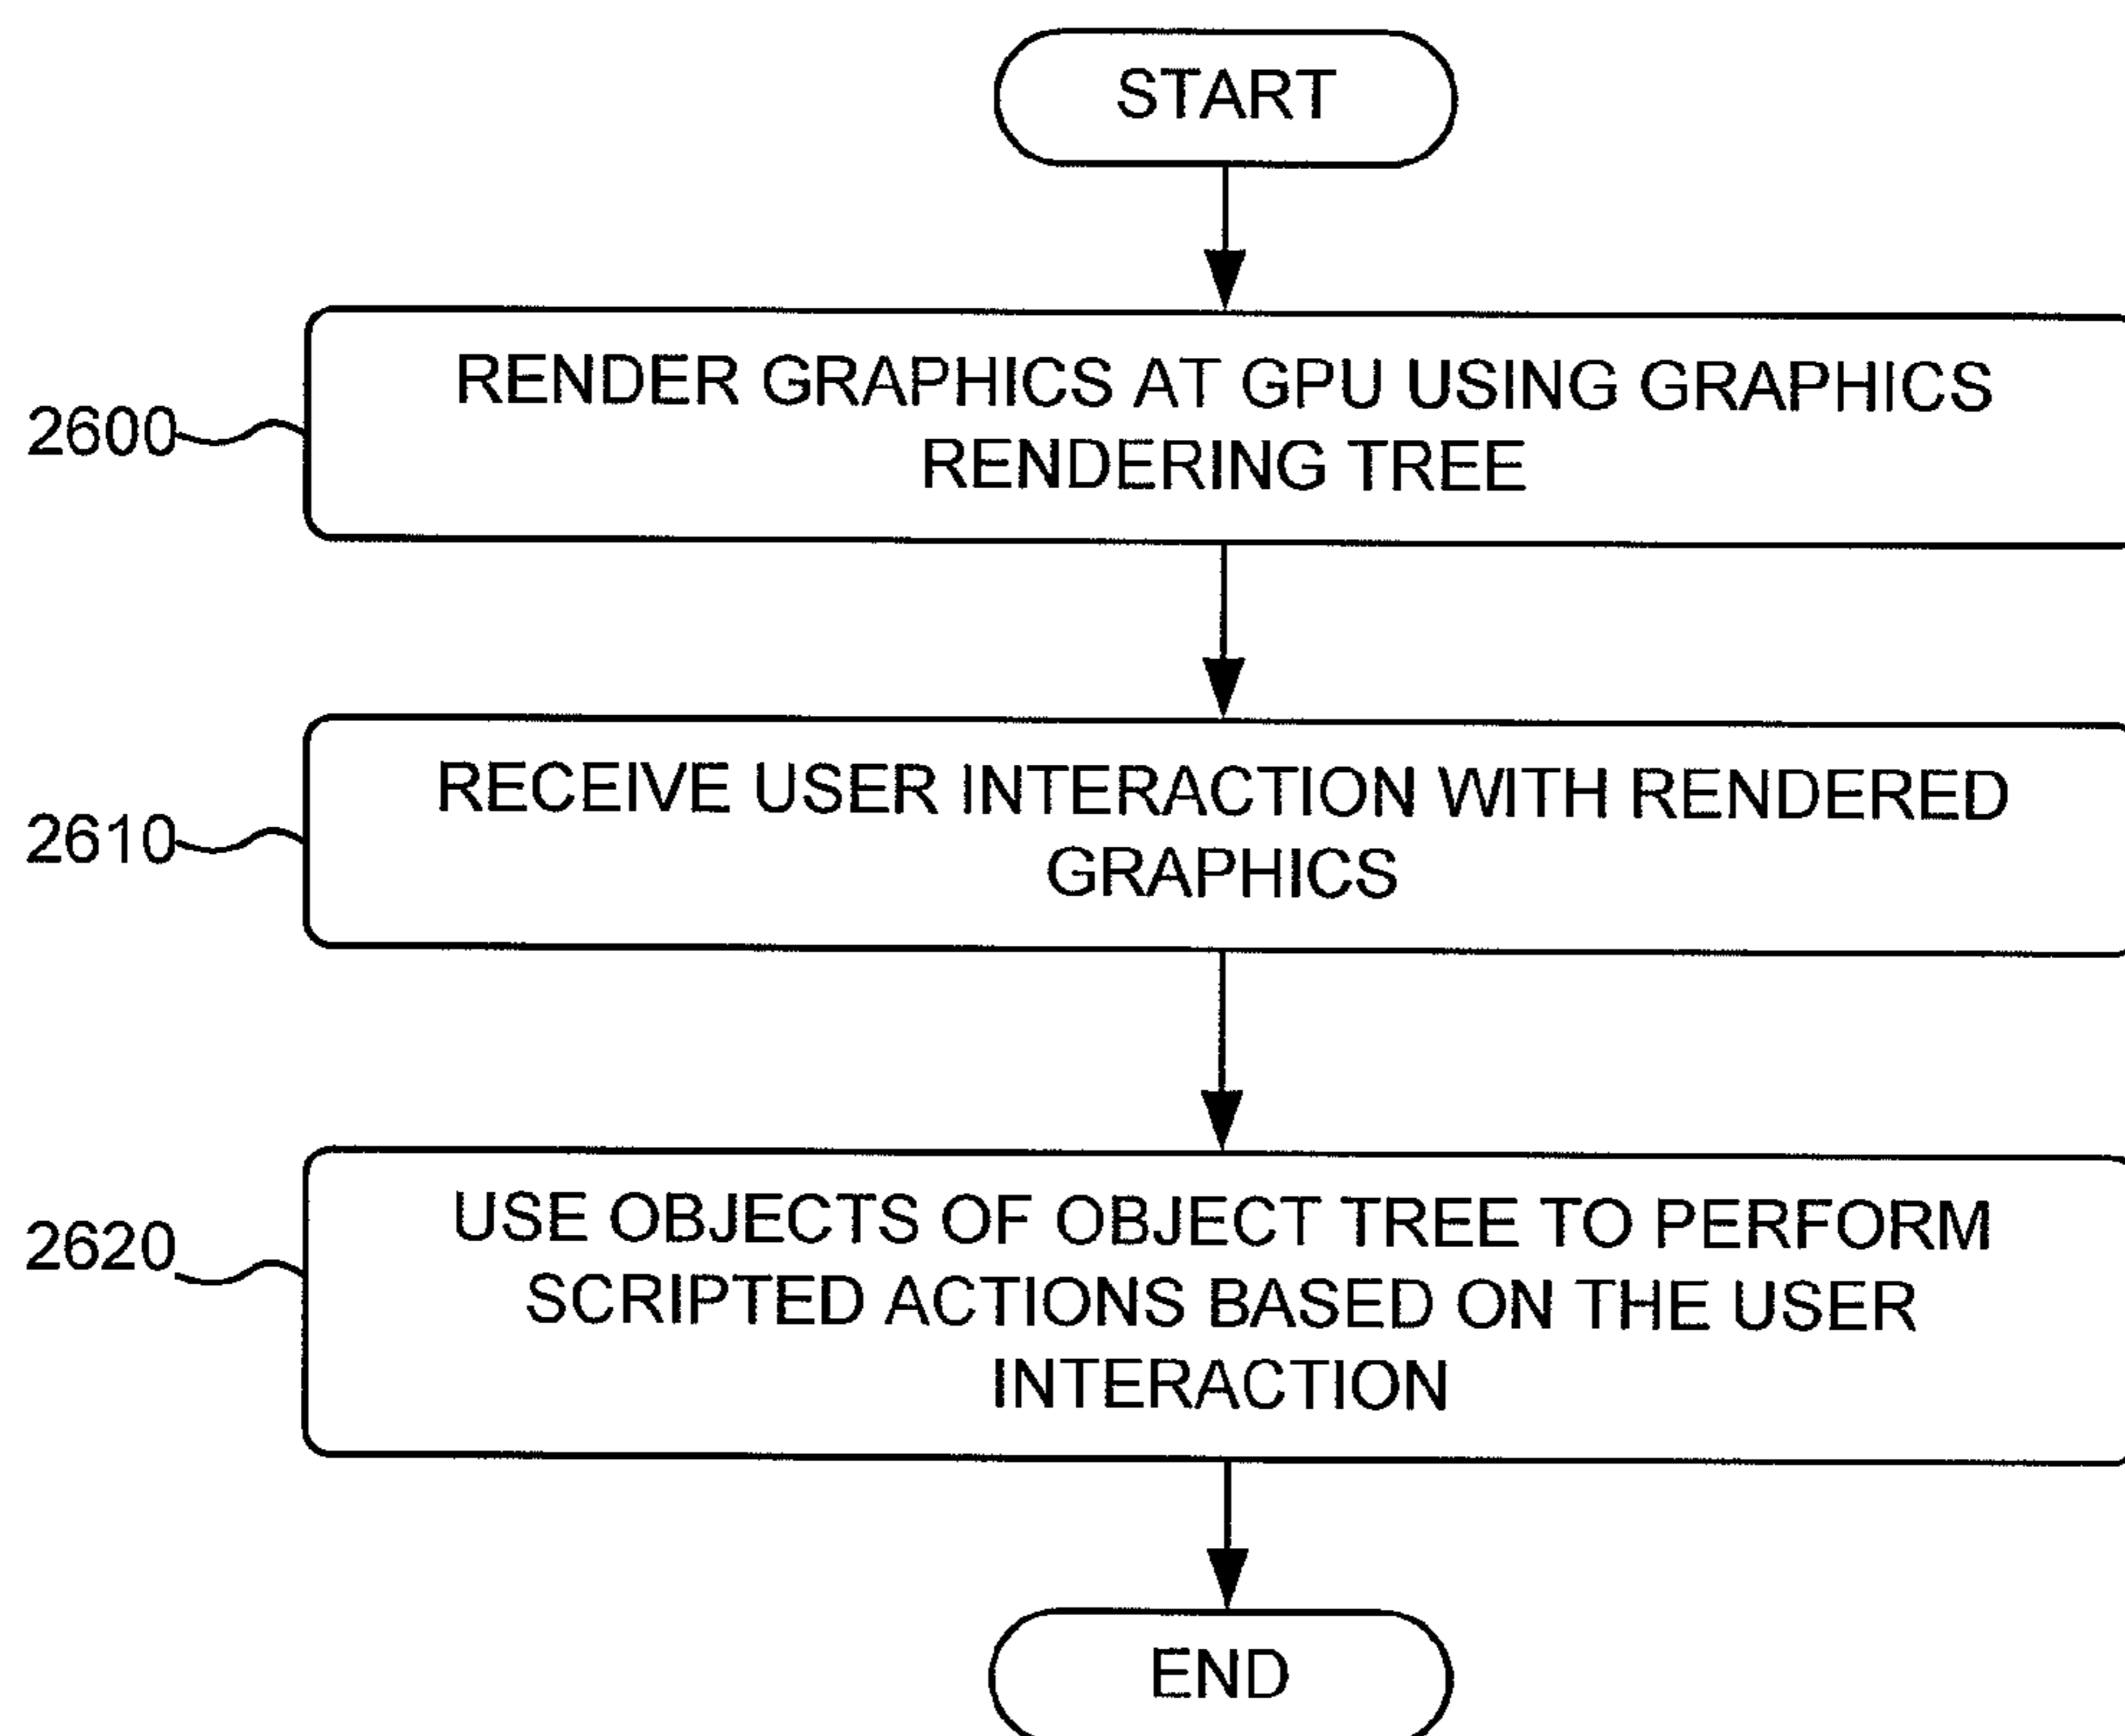 START
RENDER GRAPHICS AT GPU USING GRAPHICS
RENDERING TREE
2600
RECEIVE USER INTERACTION WITH RENDERED
GRAPHICS
2610
USE OBJECTS OF OBJECT TREE TO PERFORM
SCRIPTED ACTIONS BASED ON THE USER
INTERACTION
2620
END